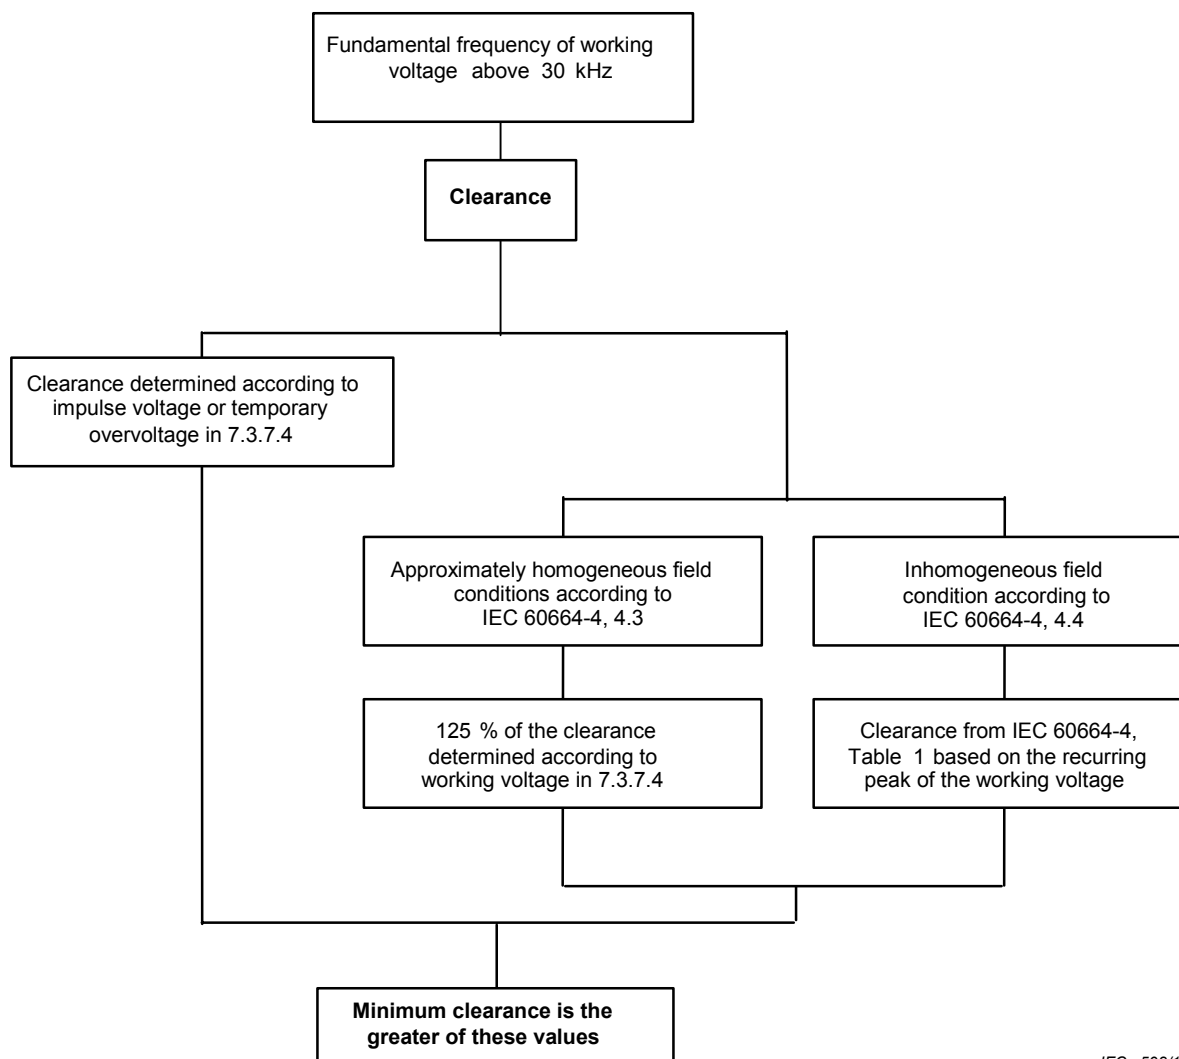 Fundamental frequency of working
voltage above 30 kHz
Clearance
Clearance determined according to
impulse voltage or temporary
overvoltage in 7.3.7.4
Approximately homogeneous field
conditions according to
IEC 60664-4, 4.3
Inhomogeneous field
condition according to
IEC 60664-4, 4.4
125 % of the clearance
determined according to
working voltage in 7.3.7.4
Clearance from IEC 60664-4,
Table 1 based on the recurring
peak of the working voltage
Minimum clearance is the
greater of these values
IEC